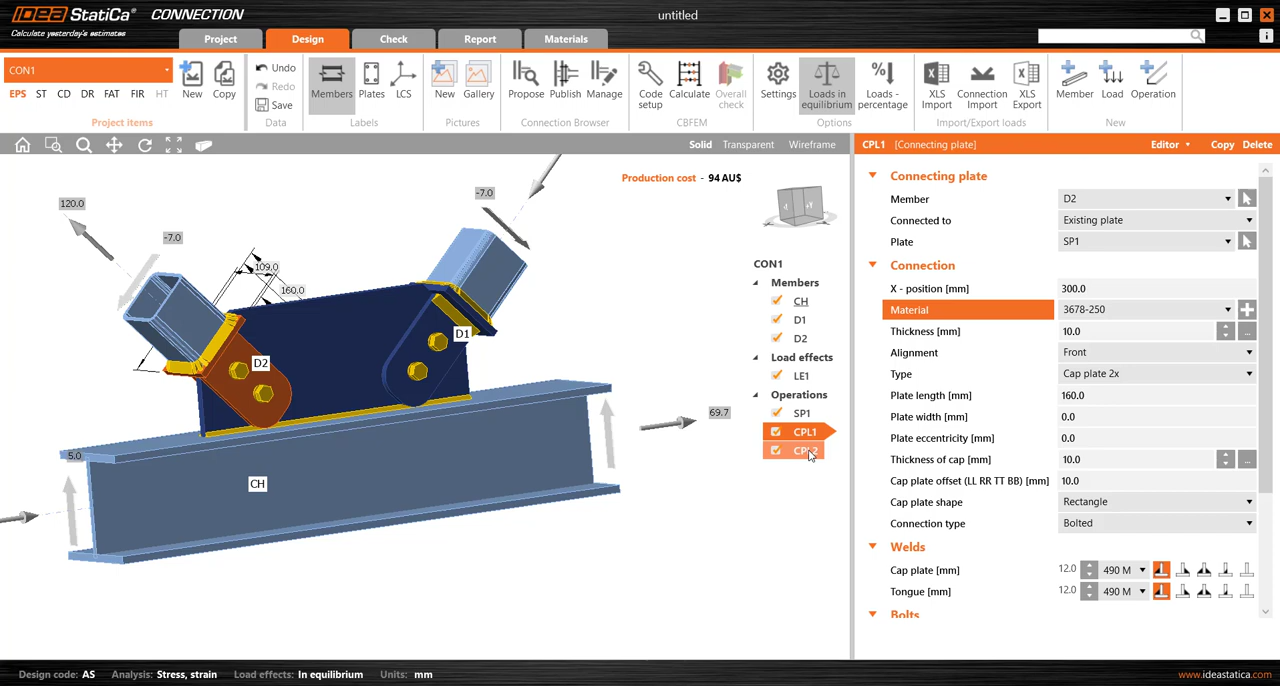 IDEA StatiCa® CONNECTION
Calculate yesterday's estimates
untitled
Project Design Check Report Materials
CON1
EPS ST CD DR FAT FIR HT
New Copy
Undo
Redo
Save
Members Plates LCS
New Gallery
Propose Publish Manage
Code setup Calculate Overall check
Settings Loads in equilibrium Loads - percentage
XLS Import Connection Import XLS Export
Member Load Operation
Project items Data Labels Pictures Connection Browser CBFEM Options Import/Export loads New
Solid Transparent Wireframe
CPL1 [Connecting plate] Editor Copy Delete
Production cost - 94 AU$
120.0
-7.0
-7.0
109.0
160.0
D1
D2
CH
5.0
69.7
CON1
Members
CH
D1
D2
Load effects
LE1
Operations
SP1
CPL1
CPL2
Connecting plate
Member D2
Connected to Existing plate
Plate SP1
Connection
X - position [mm] 300.0
Material 3678-250
Thickness [mm] 10.0
Alignment Front
Type Cap plate 2x
Plate length [mm] 160.0
Plate width [mm] 0.0
Plate eccentricity [mm] 0.0
Thickness of cap [mm] 10.0
Cap plate offset (LL RR TT BB) [mm] 10.0
Cap plate shape Rectangle
Connection type Bolted
Welds
Cap plate [mm] 12.0 490 M
Tongue [mm] 12.0 490 M
Bolts
Design code: AS Analysis: Stress, strain Load effects: In equilibrium Units: mm
www.ideastatica.com